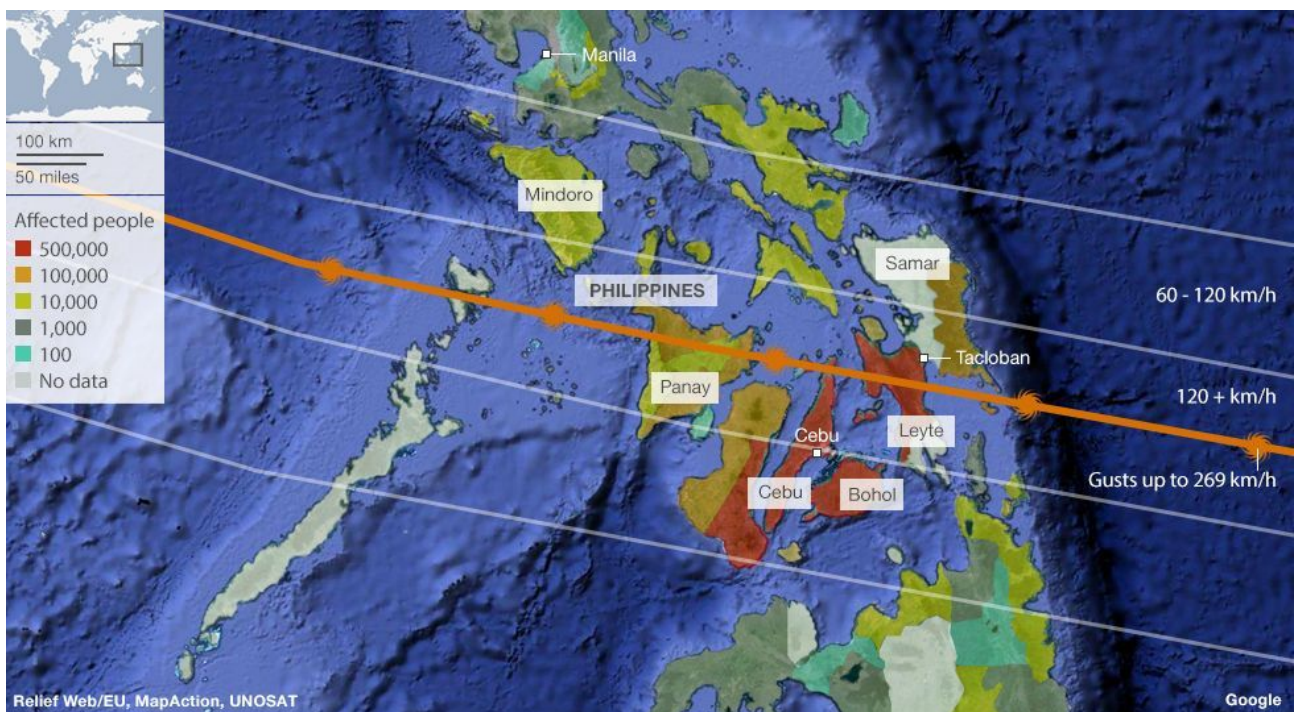 Manila
100 km
50 miles
Mindoro
Affected people
500,000
100,000
10,000
1,000
100
No data
Samar
PHILIPPINES
60 - 120 km/h
Tacloban
Panay
120 + km/h
Leyte
Cebu
Gusts up to 269 km/h
Cebu
Bohol
Relief Web/EU, MapAction, UNOSAT
Google